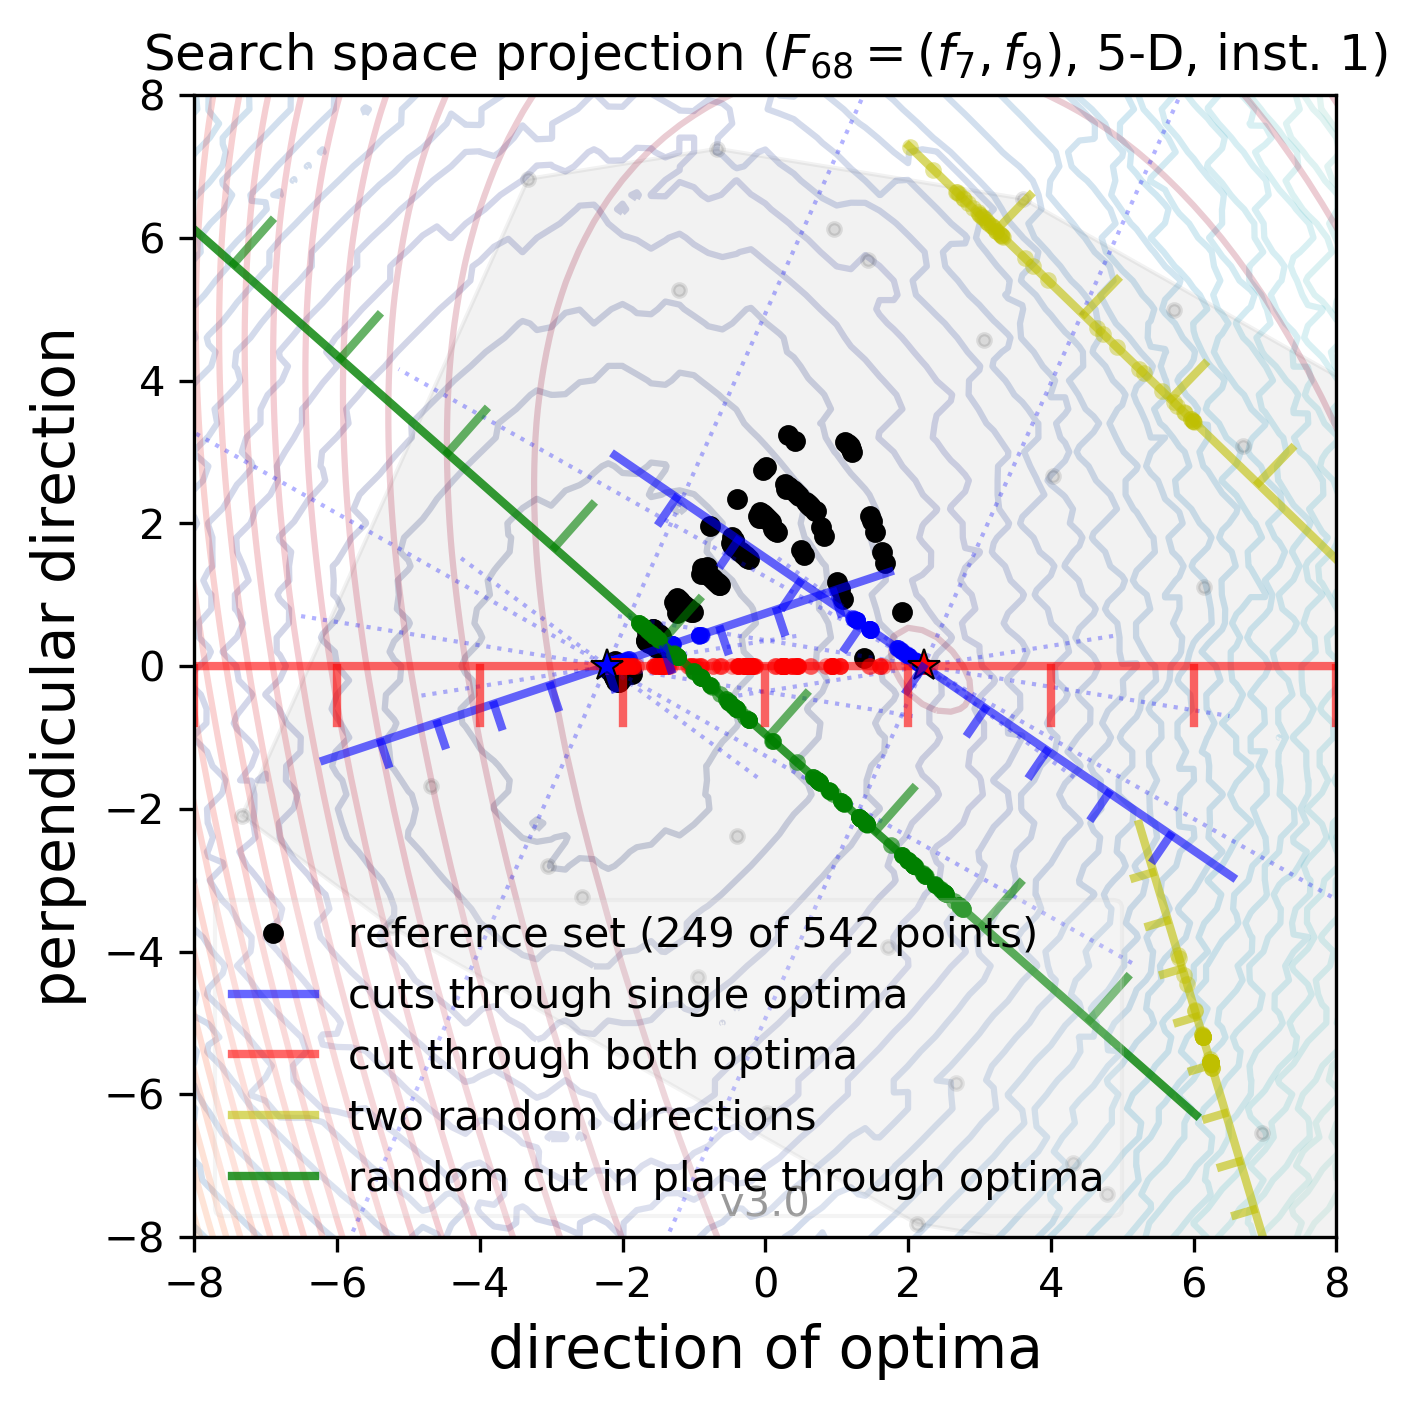 Search space projection (F₆₈ = (f₇, f₉), 5-D, inst. 1)
8
6
4
2
0
−2
−4
−6
−8
perpendicular direction
reference set (249 of 542 points)
cuts through single optima
cut through both optima
two random directions
random cut in plane through optima
v3.0
−8 −6 −4 −2 0 2 4 6 8
direction of optima